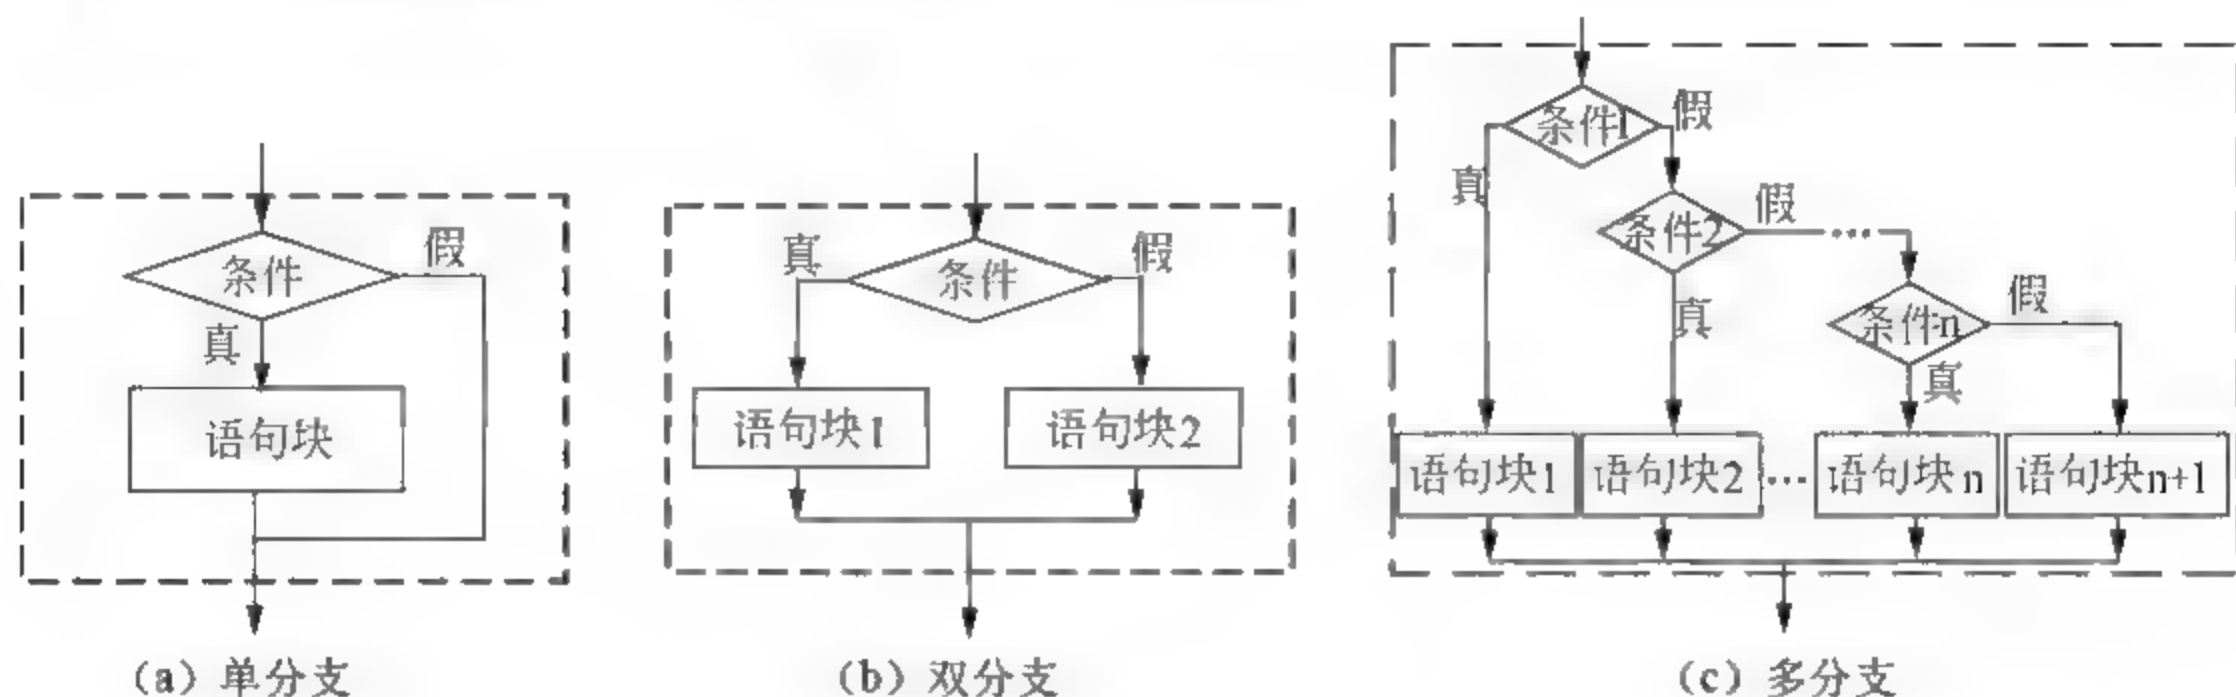 条件
假
真
语句块
(a) 单分支
真
条件
假
语句块1
语句块2
(b) 双分支
条件1
假
真
条件2
假
...
条件n
假
真
真
语句块1
语句块2
...
语句块n
语句块n+1
(c) 多分支